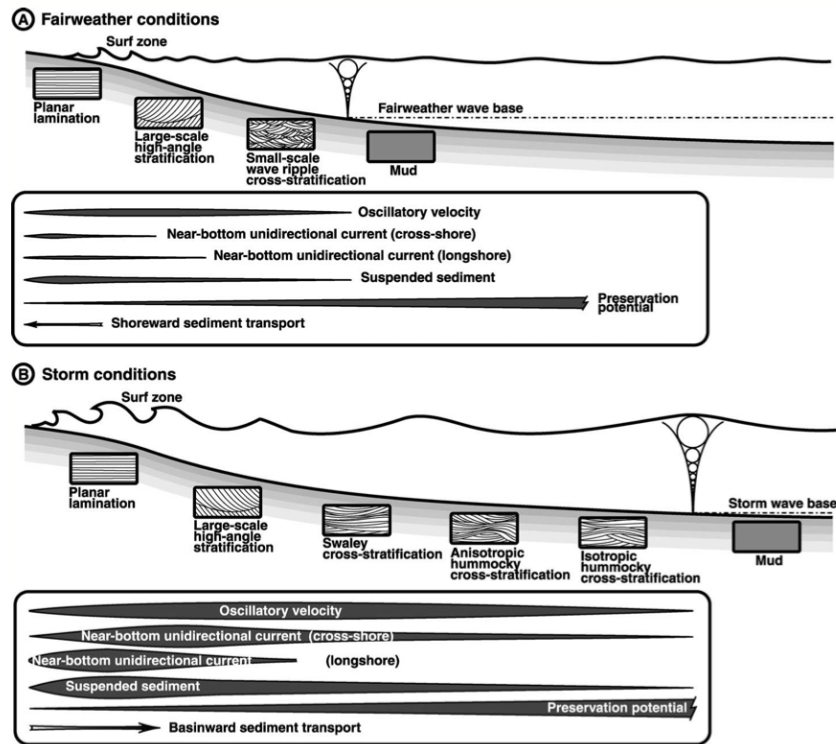 A Fairweather conditions
Surf zone
Fairweather wave base
Planar
lamination
Large-scale
high-angle
stratification
Small-scale
wave ripple
cross-stratification
Mud
Oscillatory velocity
Near-bottom unidirectional current (cross-shore)
Near-bottom unidirectional current (longshore)
Suspended sediment
Preservation
potential
Shoreward sediment transport
B Storm conditions
Surf zone
Storm wave base
Planar
lamination
Large-scale
high-angle
stratification
Swaley
cross-stratification
Anisotropic
hummocky
cross-stratification
Isotropic
hummocky
cross-stratification
Mud
Oscillatory velocity
Near-bottom unidirectional current (cross-shore)
Near-bottom unidirectional current (longshore)
Suspended sediment
Preservation potential
Basinward sediment transport